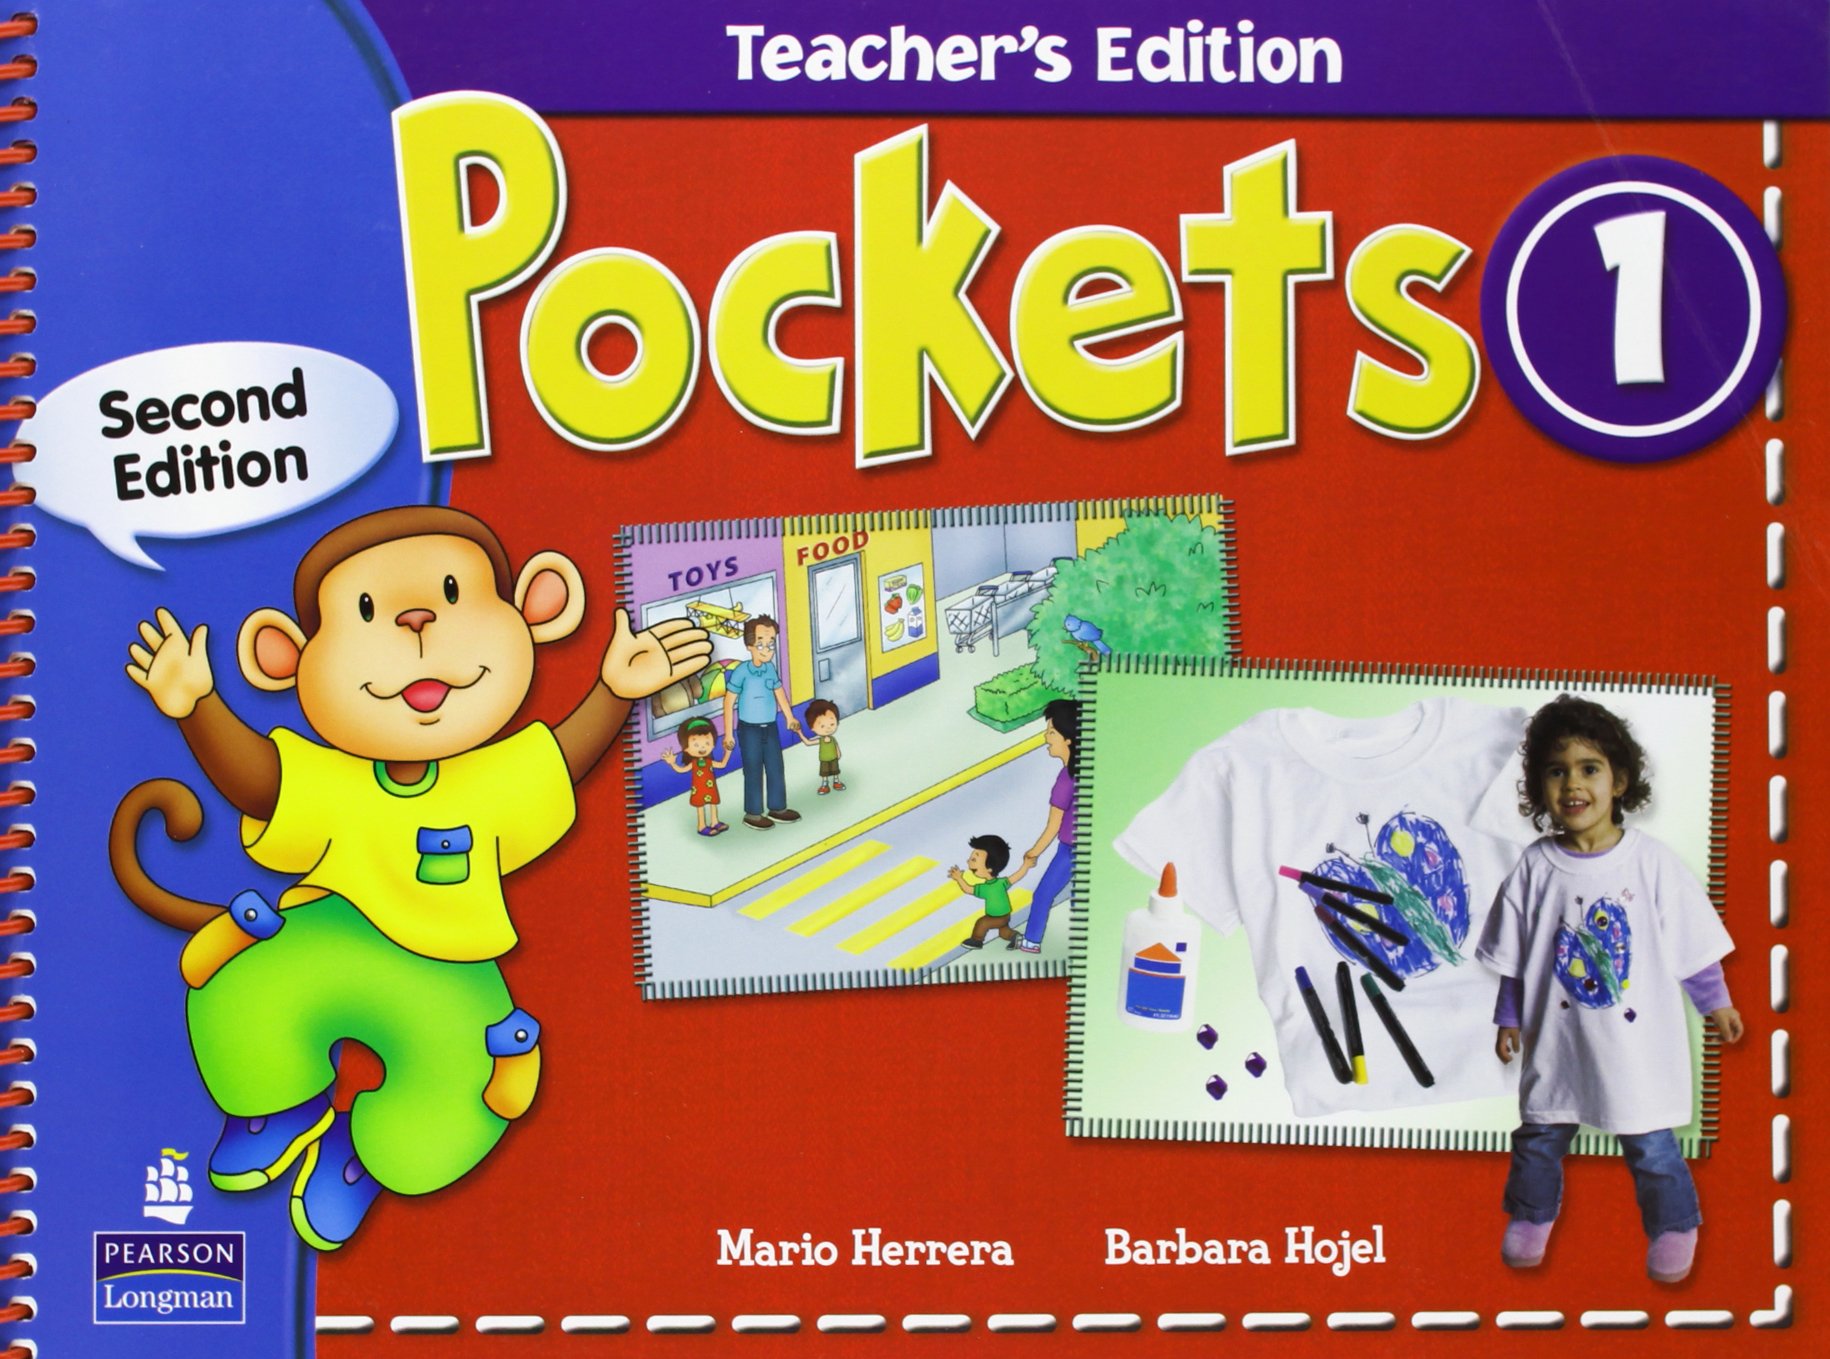 Teacher's Edition
Pockets 1
Second
Edition
TOYS
FOOD
Mario Herrera
Barbara Hojel
PEARSON
Longman